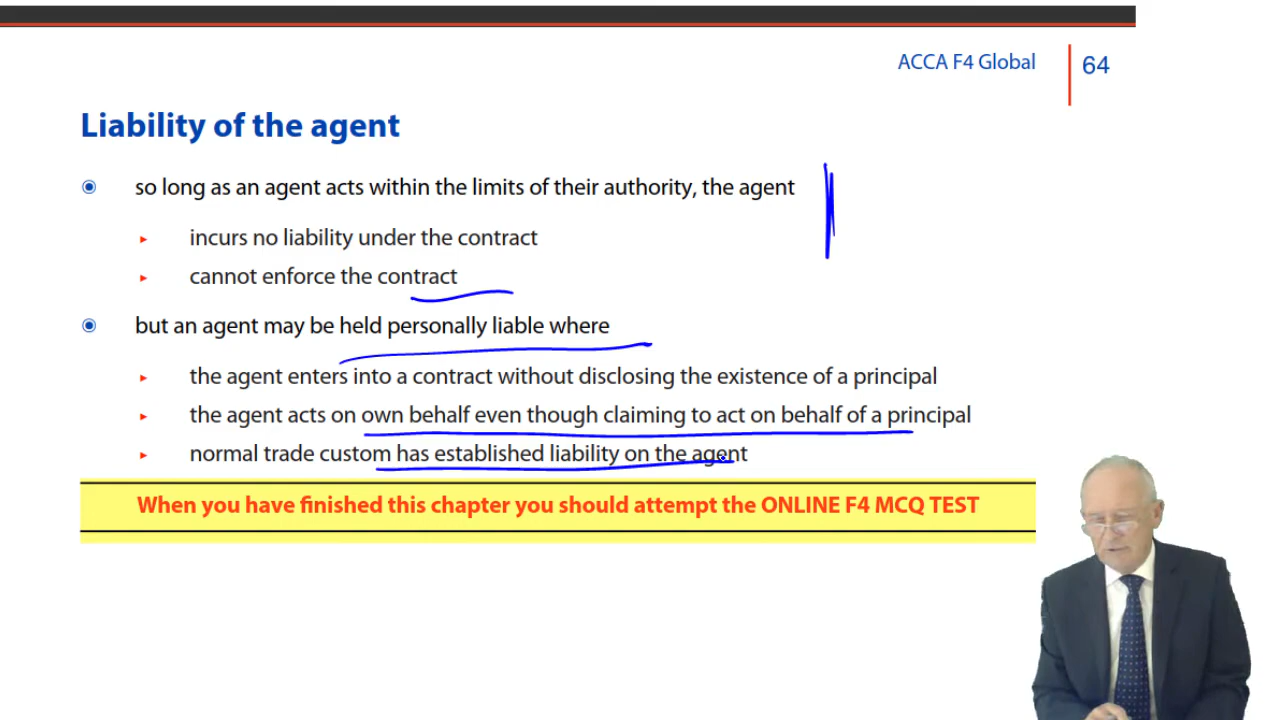 ACCA F4 Global
64
Liability of the agent
so long as an agent acts within the limits of their authority, the agent
incurs no liability under the contract
cannot enforce the contract
but an agent may be held personally liable where
the agent enters into a contract without disclosing the existence of a principal
the agent acts on own behalf even though claiming to act on behalf of a principal
normal trade custom has established liability on the agent
When you have finished this chapter you should attempt the ONLINE F4 MCQ TEST